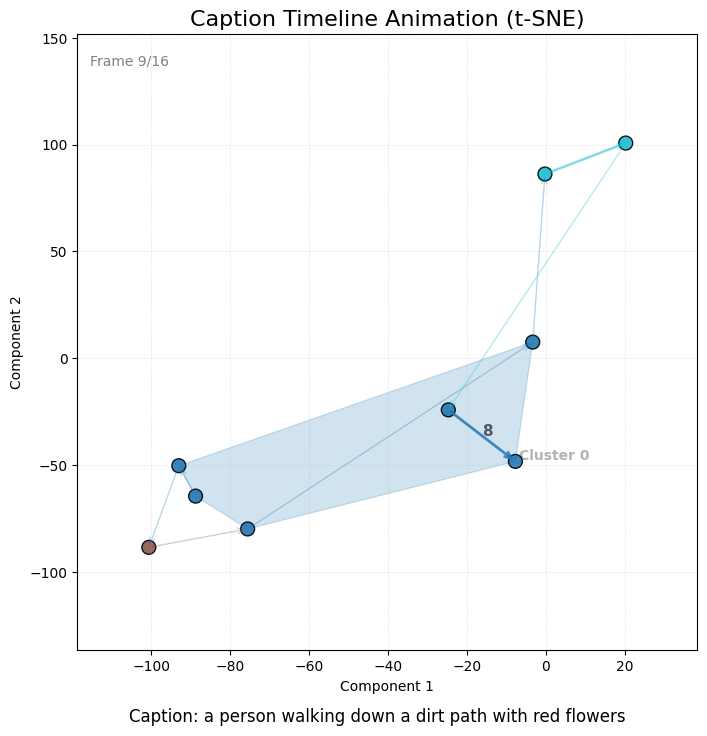 Caption Timeline Animation (t-SNE)
Frame 9/16
150
100
50
0
−50
−100
Component 2
8
Cluster 0
−100
−80
−60
−40
−20
0
20
Component 1
Caption: a person walking down a dirt path with red flowers